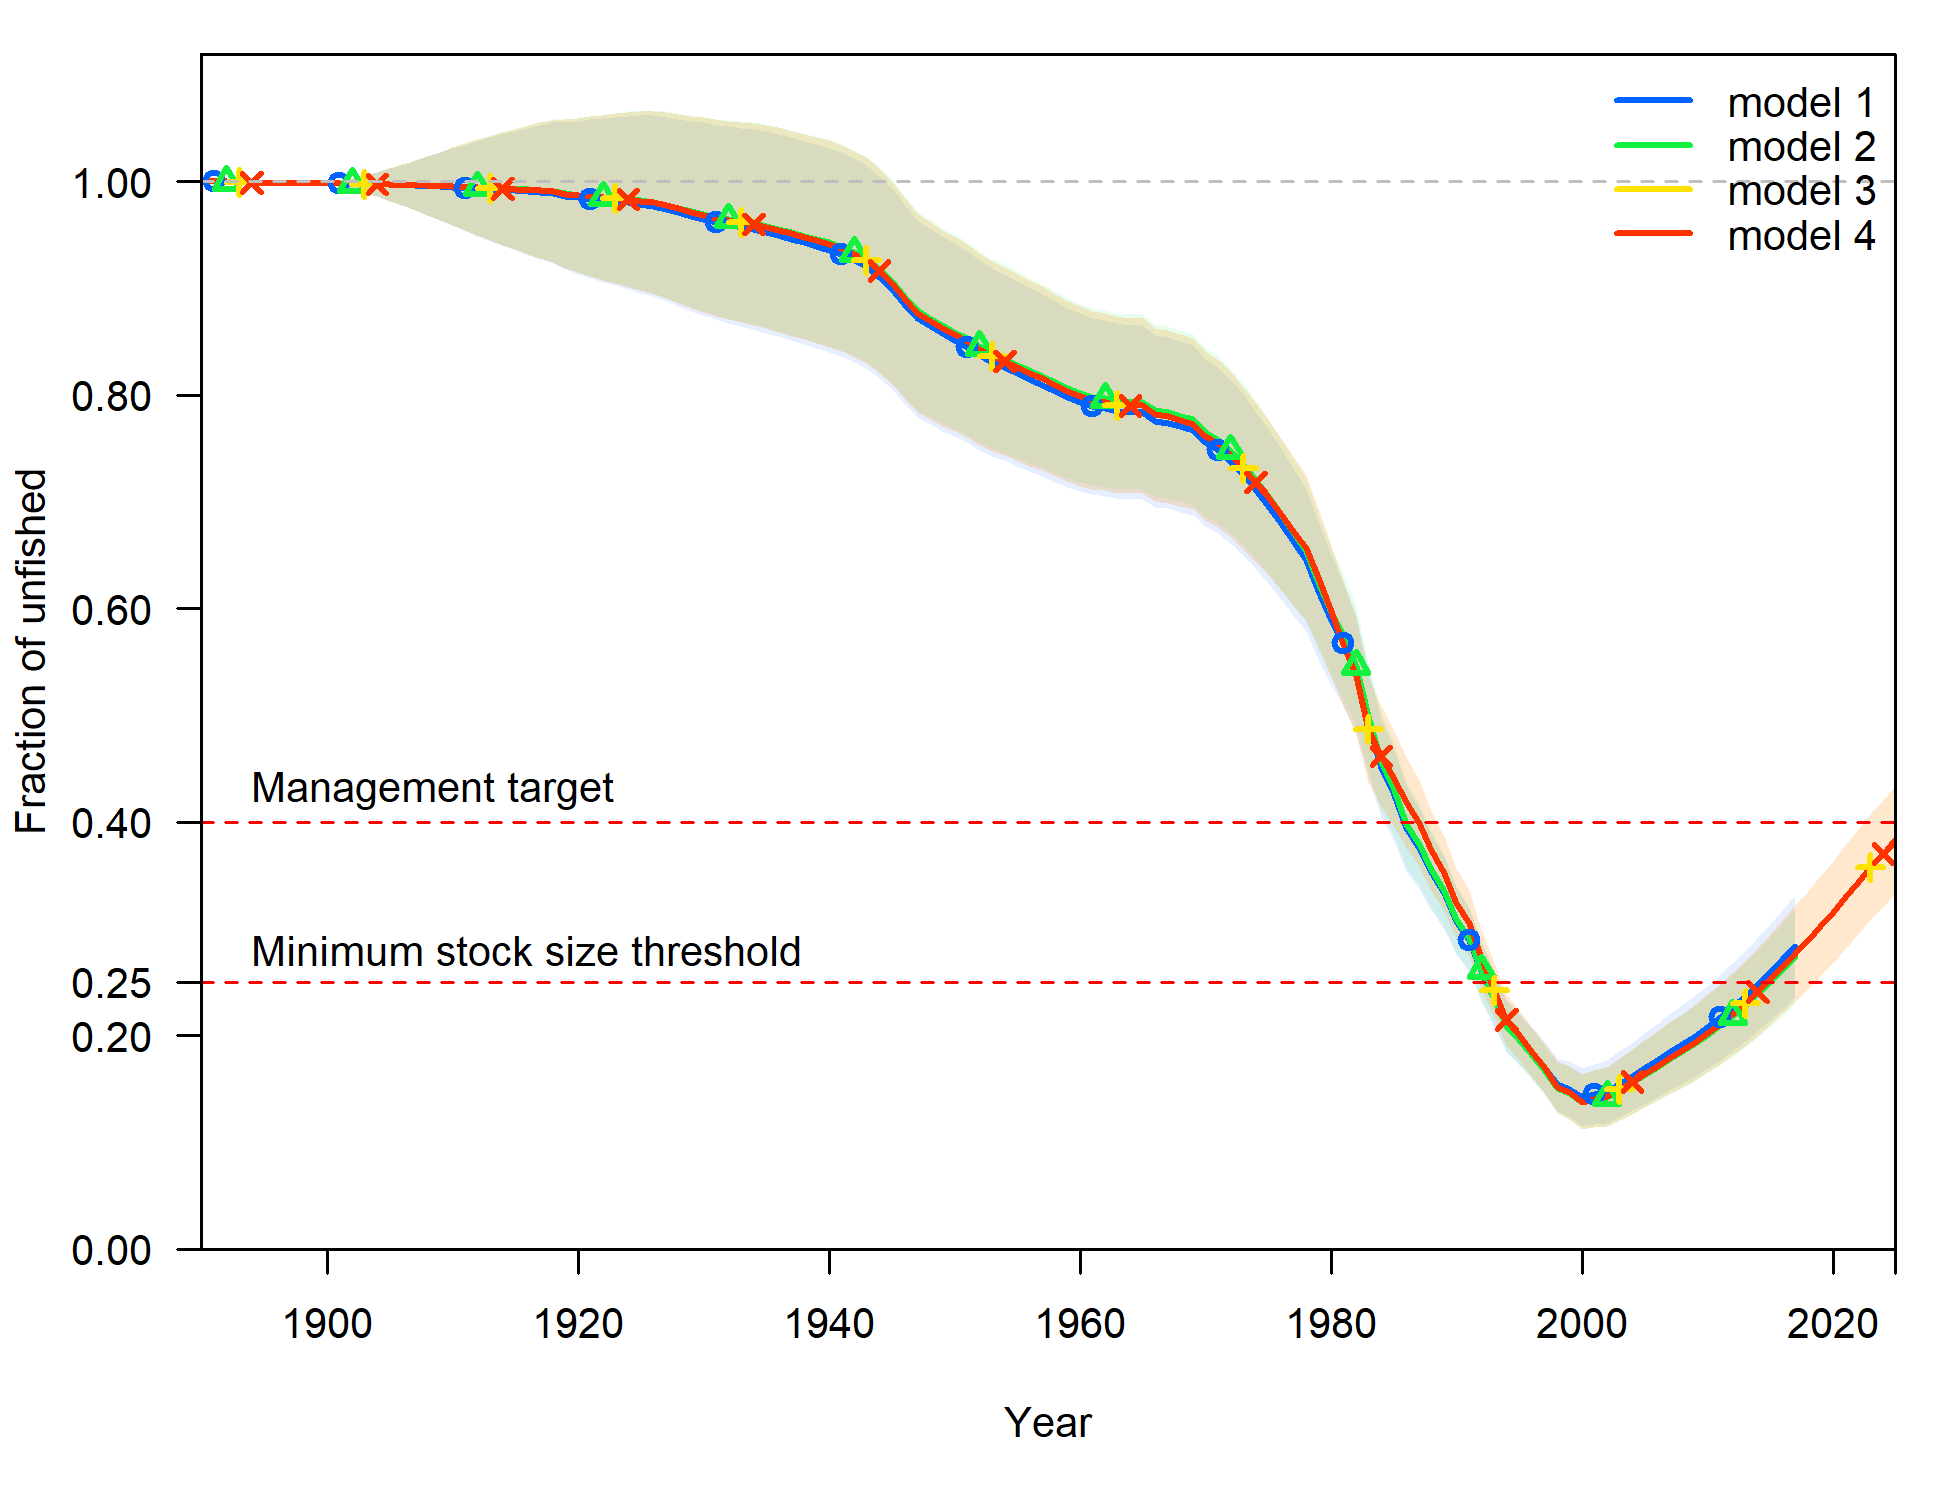 model 1
model 2
model 3
model 4
Fraction of unfished
1.00
0.80
0.60
0.40
0.25
0.20
0.00
Management target
Minimum stock size threshold
1900
1920
1940
1960
1980
2000
2020
Year